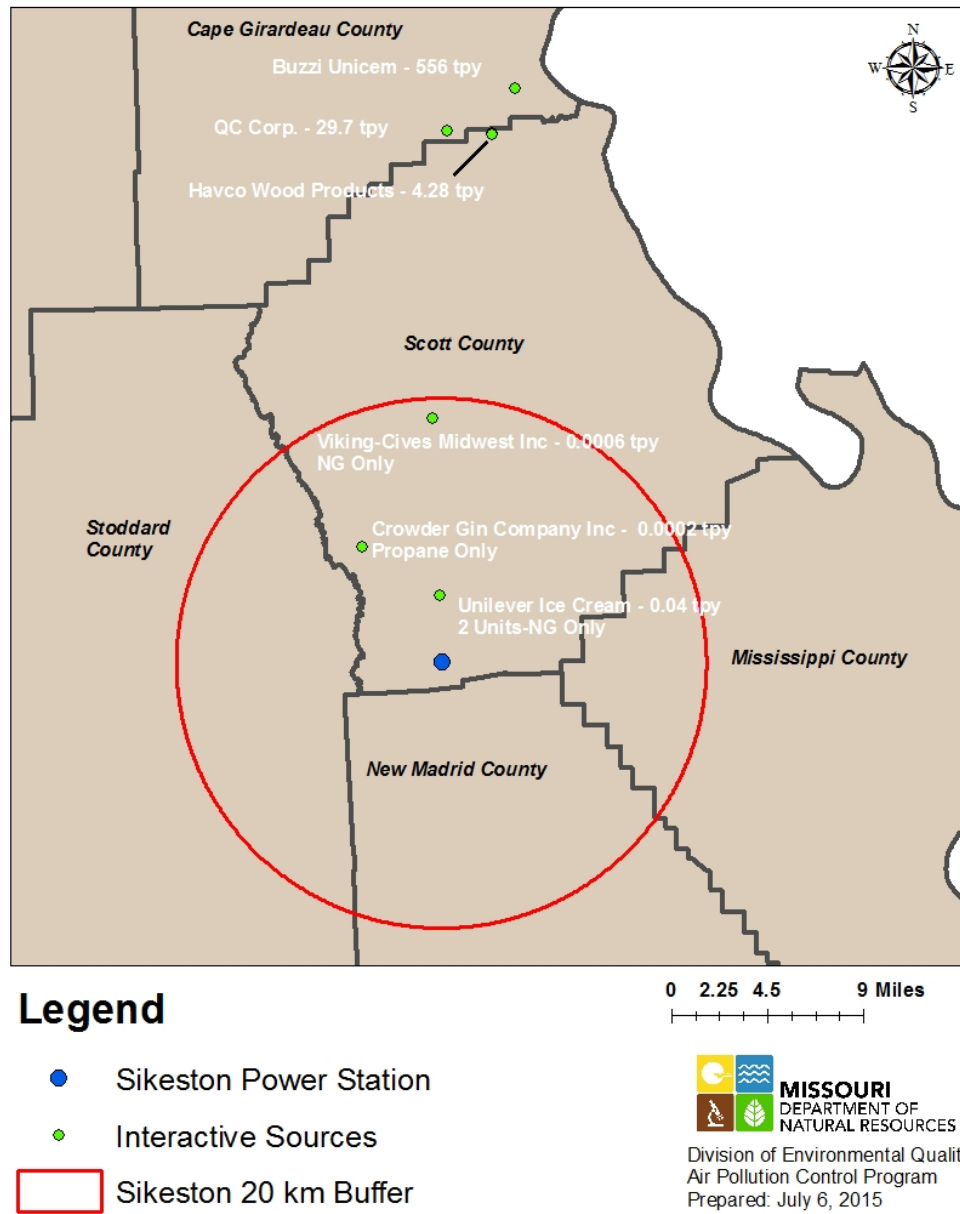 Cape Girardeau County
N
W E
S
Buzzi Unicem - 556 tpy
QC Corp. - 29.7 tpy
Havco Wood Products - 4.28 tpy
Scott County
Viking-Cives Midwest Inc - 0.0006 tpy
NG Only
Stoddard
County
Crowder Gin Company Inc - 0.0002 tpy
Propane Only
Unilever Ice Cream - 0.04 tpy
2 Units-NG Only
Mississippi County
New Madrid County
Legend
0 2.25 4.5 9 Miles
Sikeston Power Station
Interactive Sources
Sikeston 20 km Buffer
MISSOURI
DEPARTMENT OF
NATURAL RESOURCES
Division of Environmental Qualit
Air Pollution Control Program
Prepared: July 6, 2015